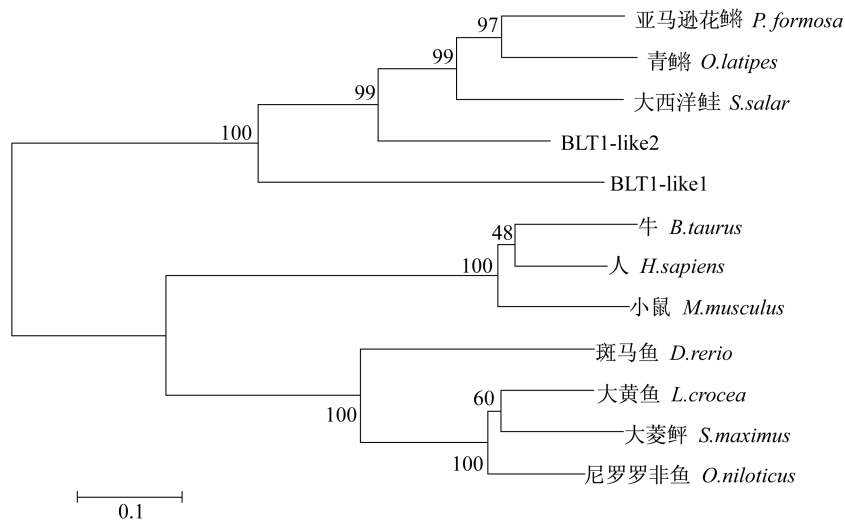 97
亚马逊花鳉 P. formosa
99
青鳉 O.latipes
99
大西洋鲑 S.salar
100
BLT1-like2
BLT1-like1
48
牛 B.taurus
100
人 H.sapiens
小鼠 M.musculus
斑马鱼 D.rerio
100
60
大黄鱼 L.crocea
大菱鲆 S.maximus
100
尼罗罗非鱼 O.niloticus
0.1